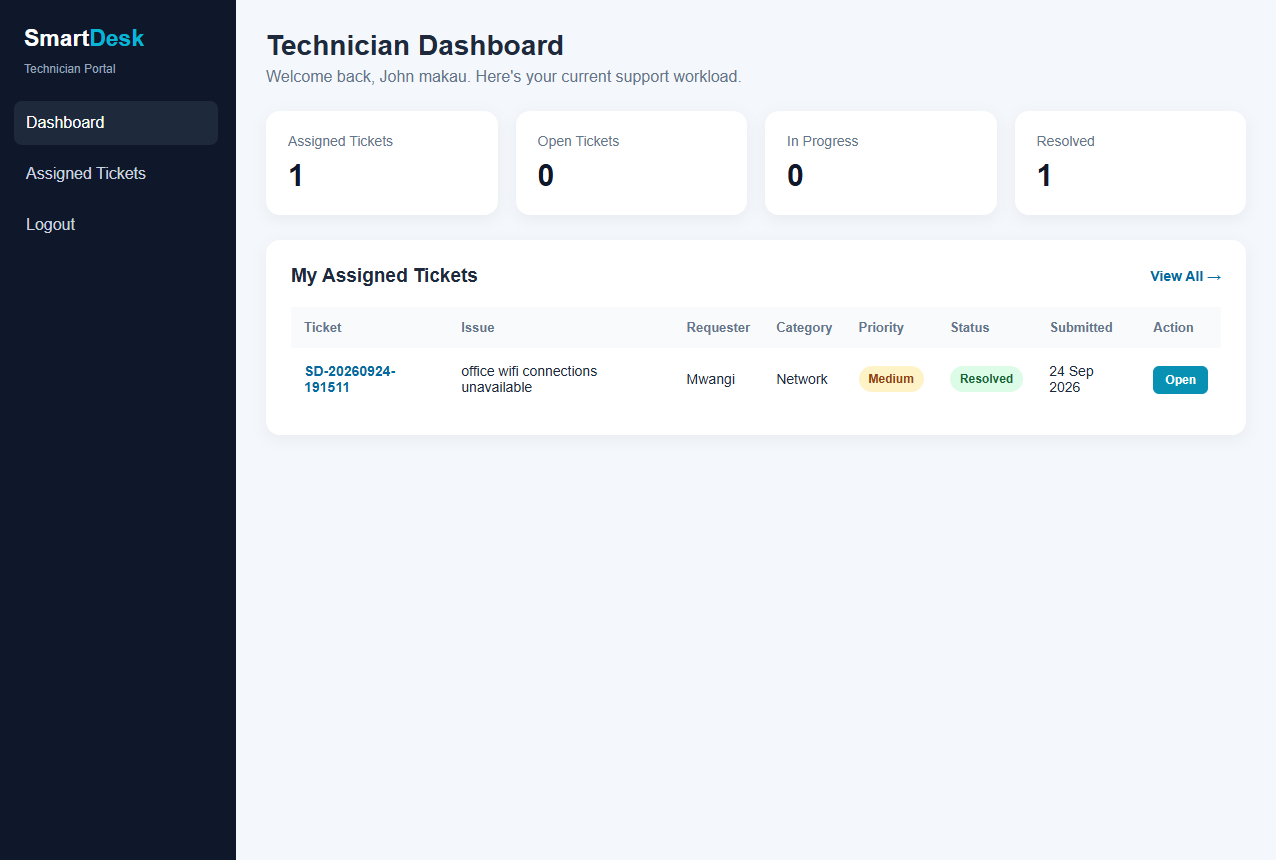 SmartDesk
Technician Portal
Dashboard
Assigned Tickets
Logout
Technician Dashboard
Welcome back, John makau. Here's your current support workload.
Assigned Tickets
1
Open Tickets
0
In Progress
0
Resolved
1
My Assigned Tickets
View All →
Ticket Issue Requester Category Priority Status Submitted Action
SD-20260924-
191511
office wifi connections
unavailable
Mwangi
Network
Medium
Resolved
24 Sep
2026
Open